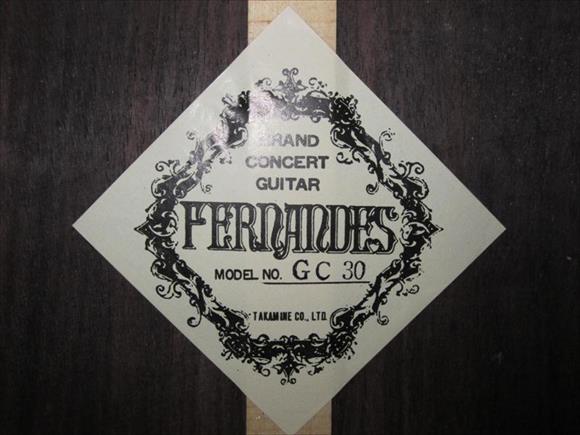 GRAND
CONCERT
GUITAR
FERNANDES
MODEL NO. GC 30
TAKAMINE CO., LTD.